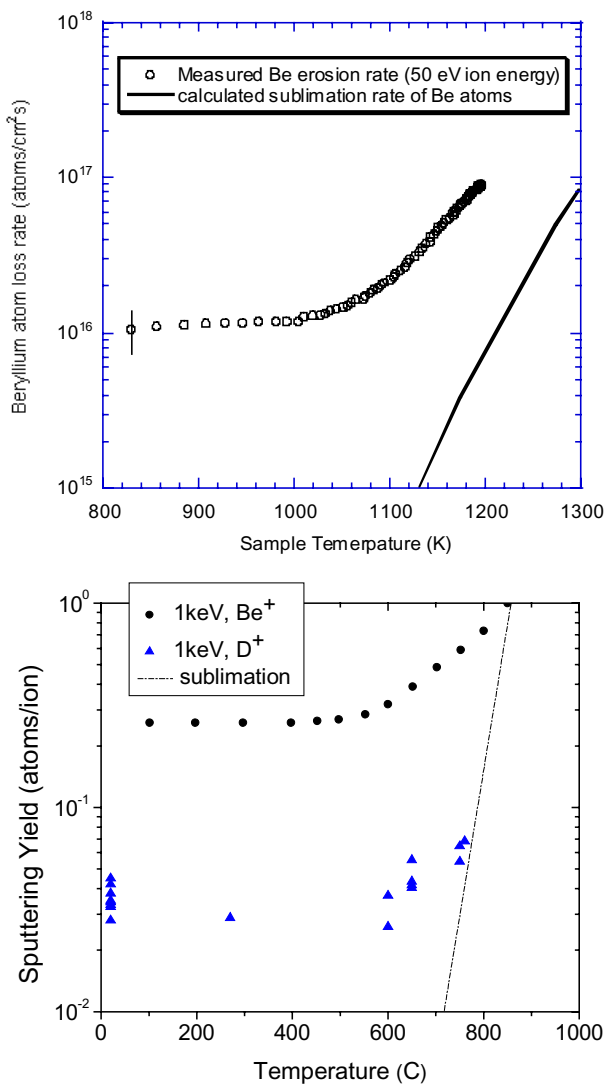 10^18
Measured Be erosion rate (50 eV ion energy)
calculated sublimation rate of Be atoms
10^17
10^16
10^15
Beryllium atom loss rate (atoms/cm^2s)
800 900 1000 1100 1200 1300
Sample Temerpature (K)
10^0
1keV, Be^+
1keV, D^+
sublimation
10^-1
10^-2
Sputtering Yield (atoms/ion)
0 200 400 600 800 1000
Temperature (C)